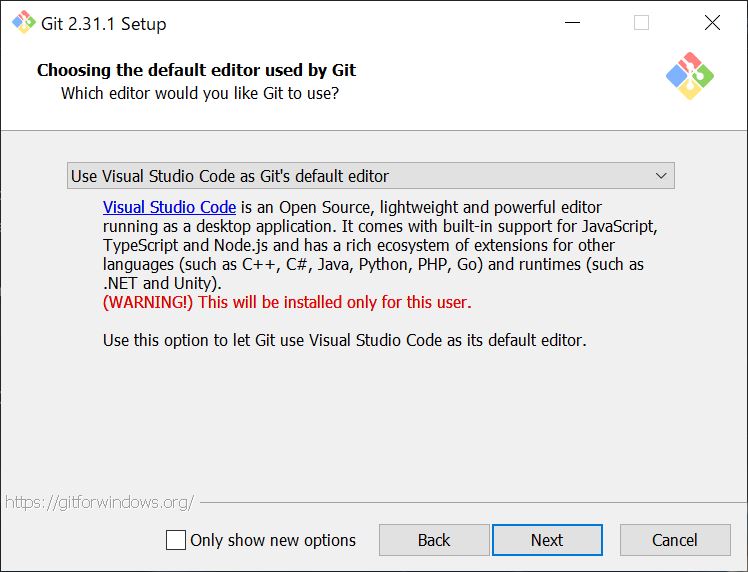 Git 2.31.1 Setup
Choosing the default editor used by Git
Which editor would you like Git to use?
Use Visual Studio Code as Git's default editor
Visual Studio Code is an Open Source, lightweight and powerful editor
running as a desktop application. It comes with built-in support for JavaScript,
TypeScript and Node.js and has a rich ecosystem of extensions for other
languages (such as C++, C#, Java, Python, PHP, Go) and runtimes (such as
.NET and Unity).
(WARNING!) This will be installed only for this user.
Use this option to let Git use Visual Studio Code as its default editor.
https://gitforwindows.org/
Only show new options
Back
Next
Cancel